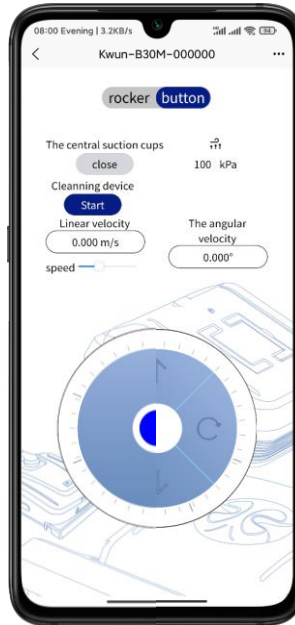 08:00 Evening | 3.2KB/s
Kwun-B30M-000000
rocker button
The central suction cups
close
100 kPa
Cleanning device
Start
Linear velocity
0.000 m/s
The angular
velocity
0.000°
speed